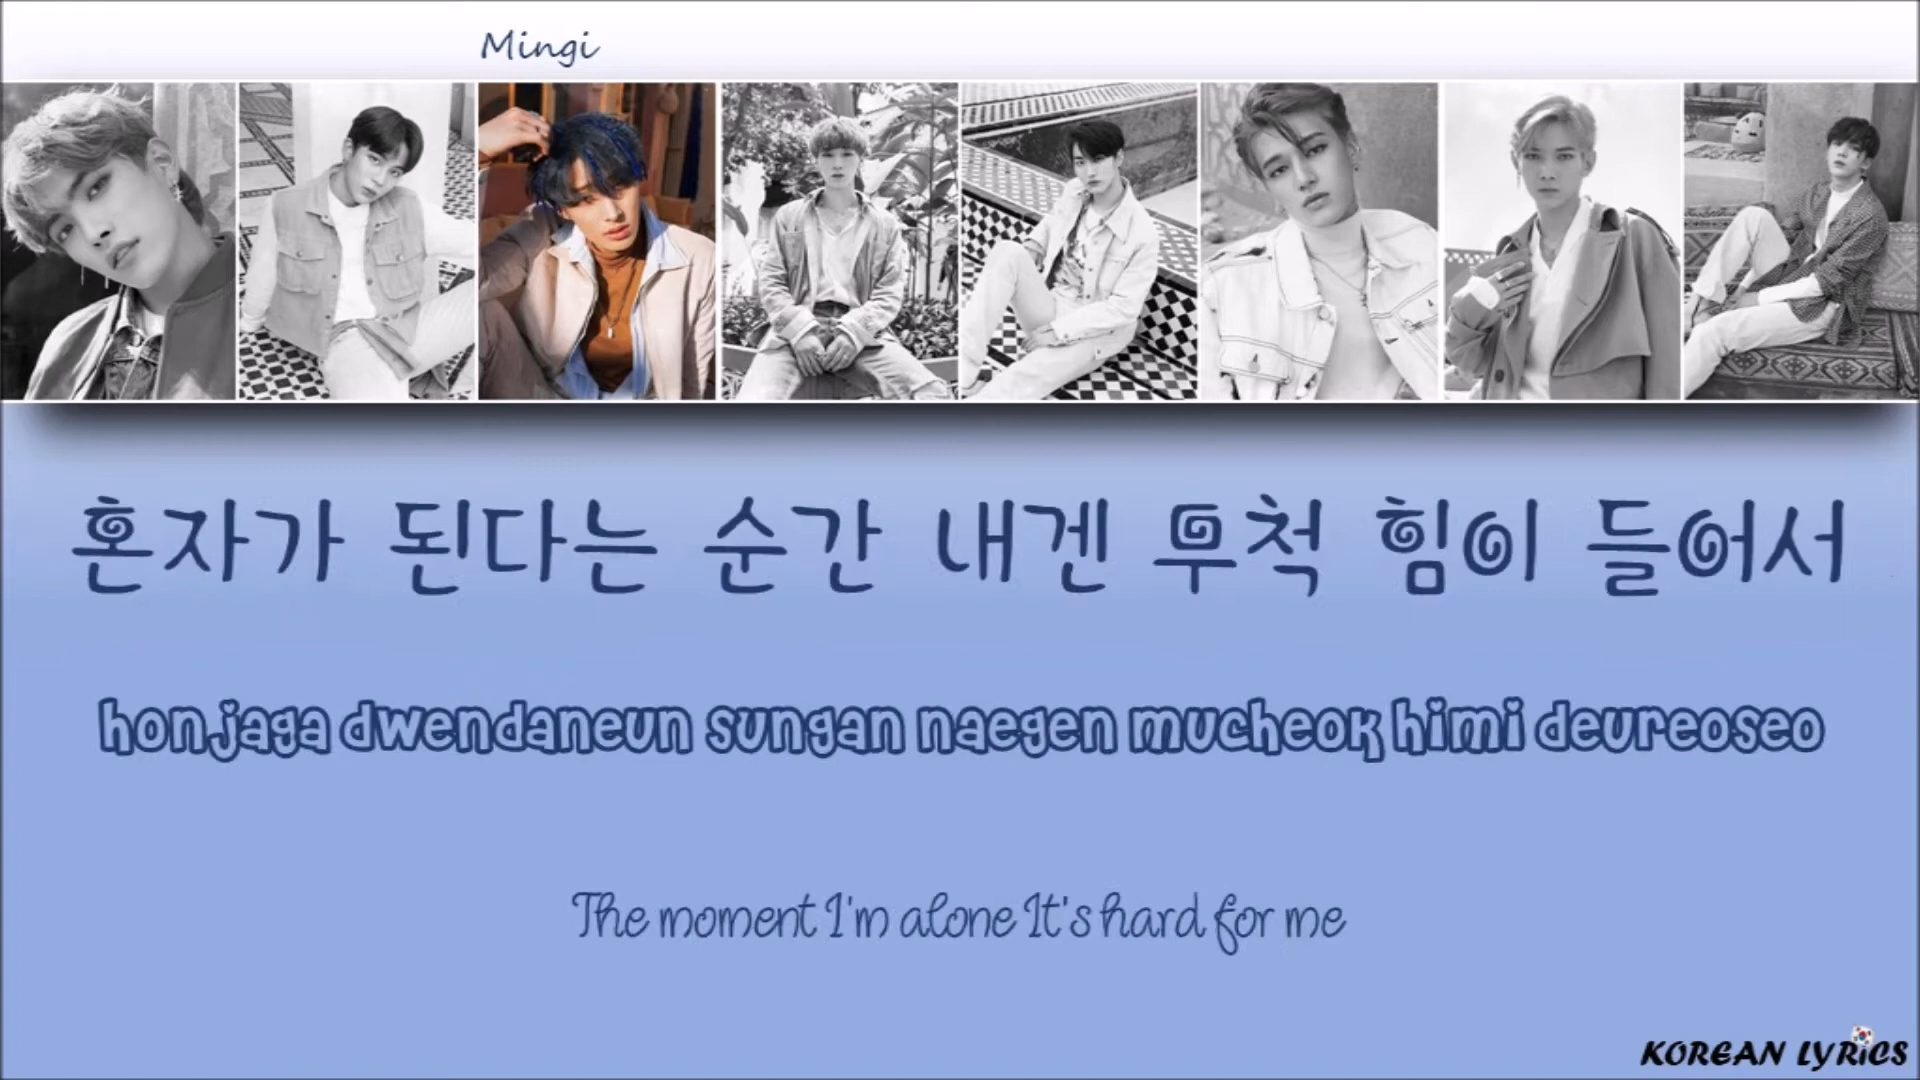 Mingi
혼자가 된다는 순간 내겐 무척 힘이 들어서
honjaga dwendaneun sungan naegen mucheok himi deureoseo
The moment I'm alone It's hard for me
KOREAN LYRICS